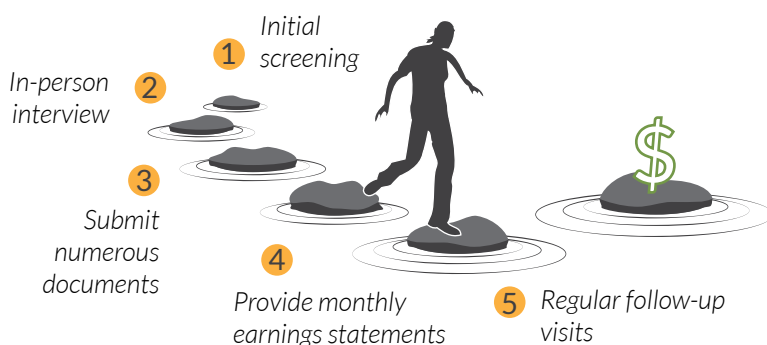 1
Initial
screening
2
In-person
interview
3
Submit
numerous
documents
4
Provide monthly
earnings statements
5
Regular follow-up
visits
$